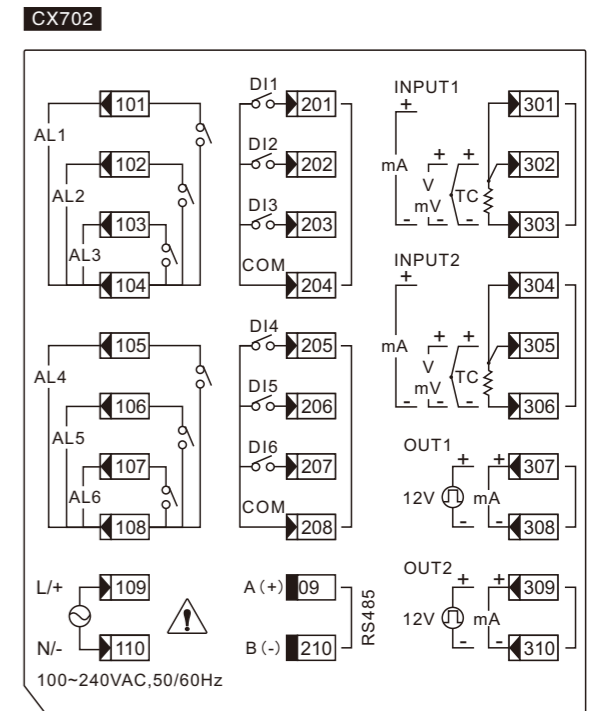 CX702
AL1
101
AL2
102
AL3
103
104
AL4
105
AL5
106
AL6
107
108
L/+
109
N/-
110
100~240VAC,50/60Hz
DI1
201
DI2
202
DI3
203
COM
204
DI4
205
DI5
206
DI6
207
COM
208
A (+)
09
B (-)
210
RS485
INPUT1
+
301
mA
+ +
302
V
mV
TC
- - -
303
INPUT2
+
304
mA
+ +
305
V
mV
TC
- - -
306
OUT1
+ +
307
12V
mA
- -
308
OUT2
+ +
309
12V
mA
- -
310